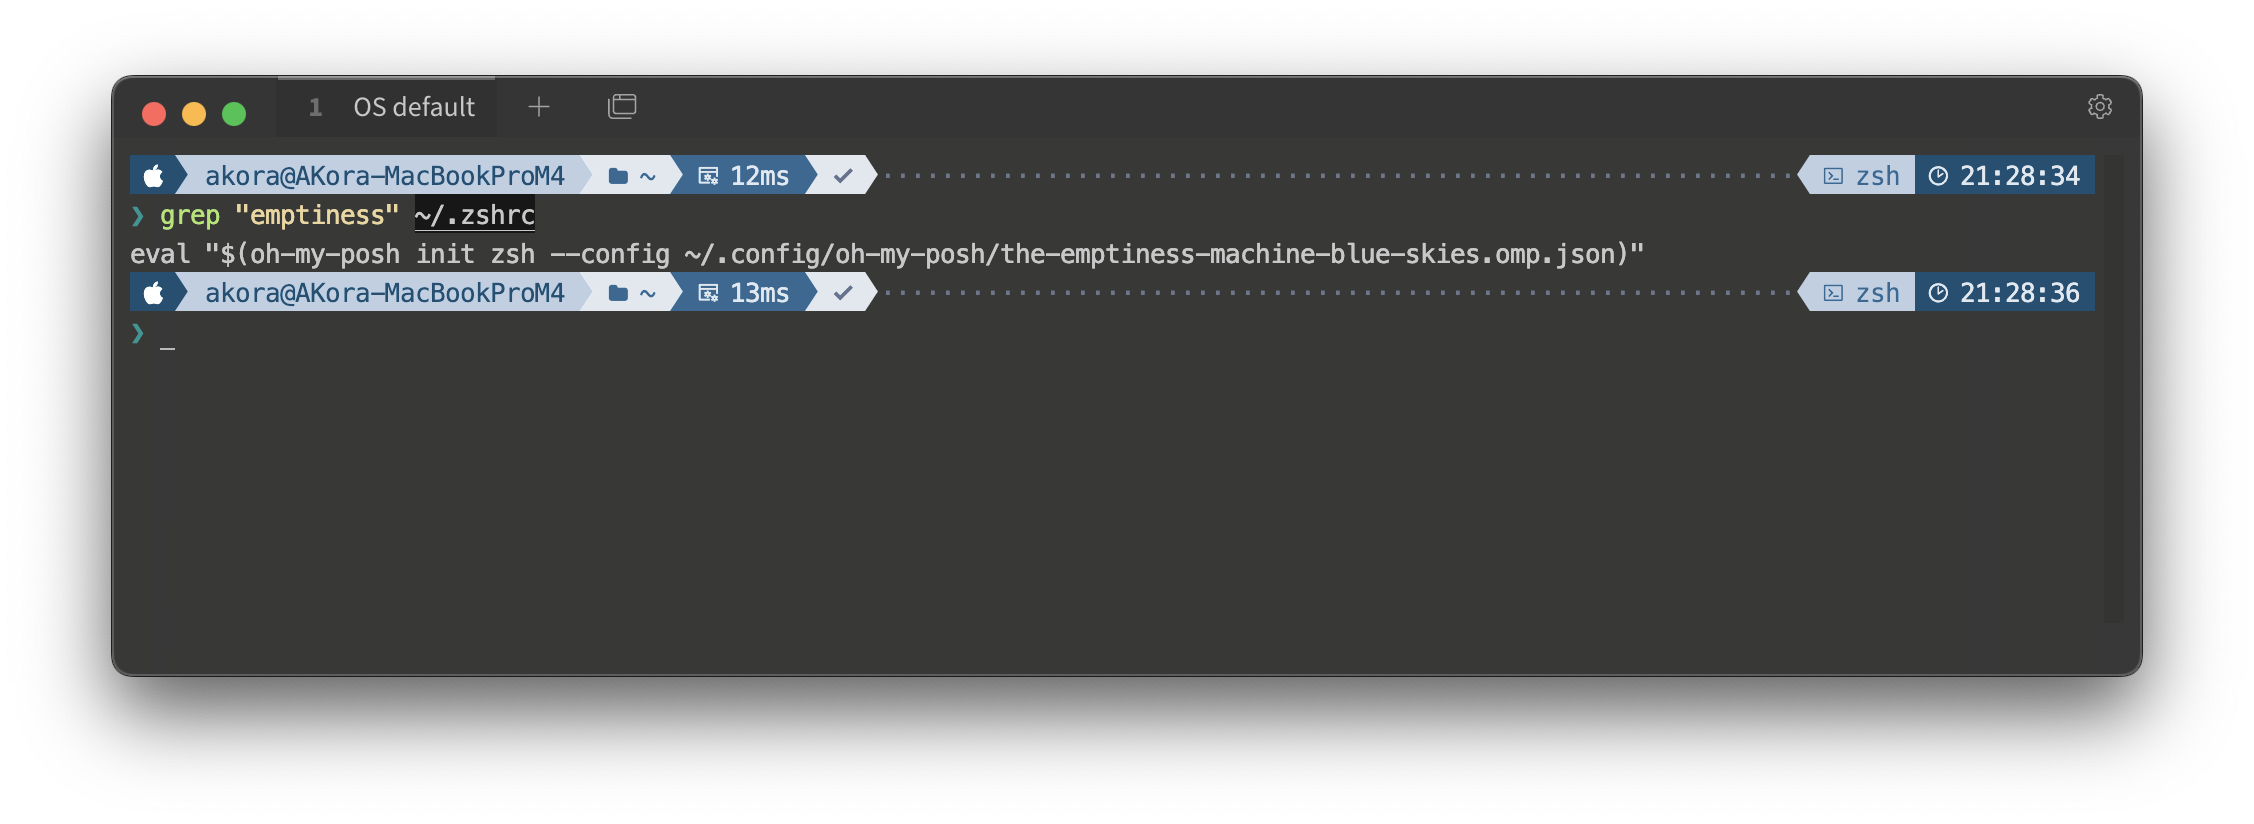 1 OS default
akora@AKora-MacBookProM4 ~ 12ms ✓ zsh 21:28:34
❯ grep "emptiness" ~/.zshrc
eval "$(oh-my-posh init zsh --config ~/.config/oh-my-posh/the-emptiness-machine-blue-skies.omp.json)"
akora@AKora-MacBookProM4 ~ 13ms ✓ zsh 21:28:36
❯ _